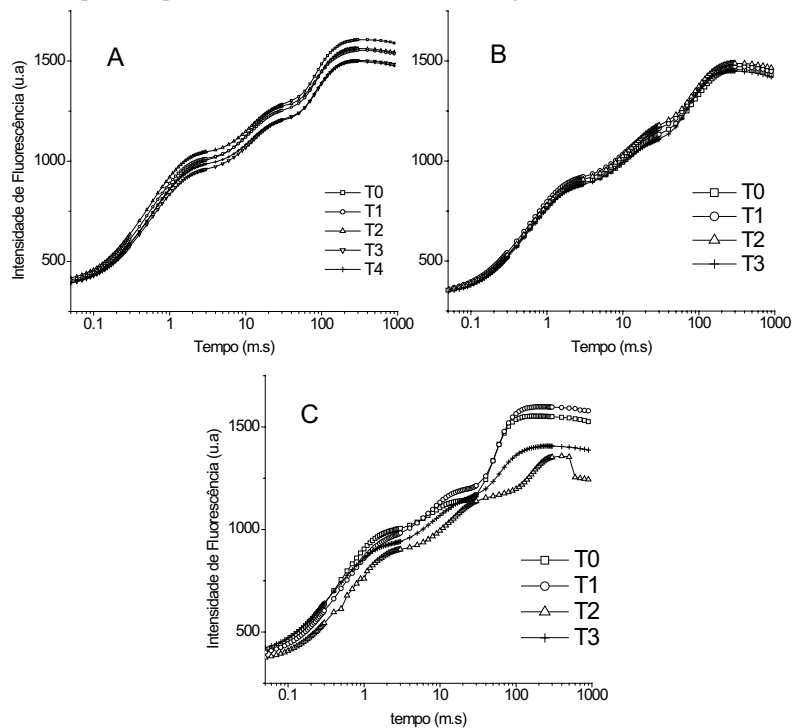 A
Intensidade de Fluorescência (u.a)
1500
1000
500
T0
T1
T2
T3
T4
0.1 1 10 100 1000
Tempo (m.s)
B
1500
1000
500
T0
T1
T2
T3
0.1 1 10 100 1000
Tempo (m.s)
C
Intensidade de Fluorescência (u.a)
1500
1000
500
T0
T1
T2
T3
0.1 1 10 100 1000
tempo (m.s)